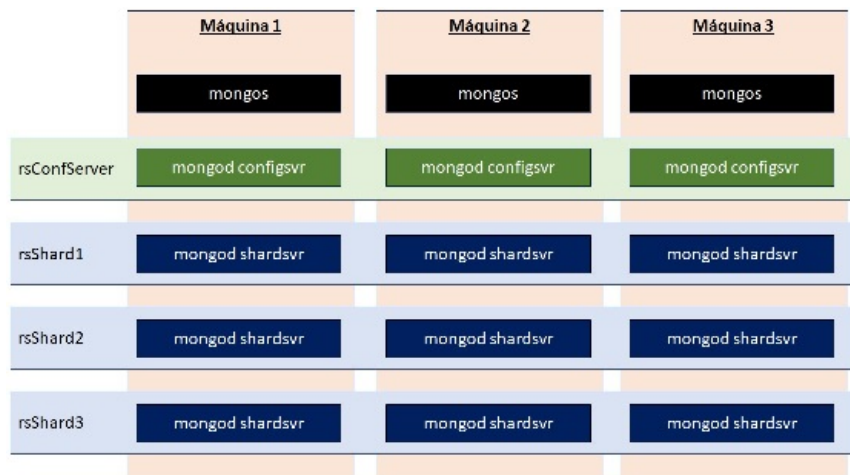 Máquina 1 Máquina 2 Máquina 3
mongos mongos mongos
rsConfServer mongod configsvr mongod configsvr mongod configsvr
rsShard1 mongod shardsvr mongod shardsvr mongod shardsvr
rsShard2 mongod shardsvr mongod shardsvr mongod shardsvr
rsShard3 mongod shardsvr mongod shardsvr mongod shardsvr